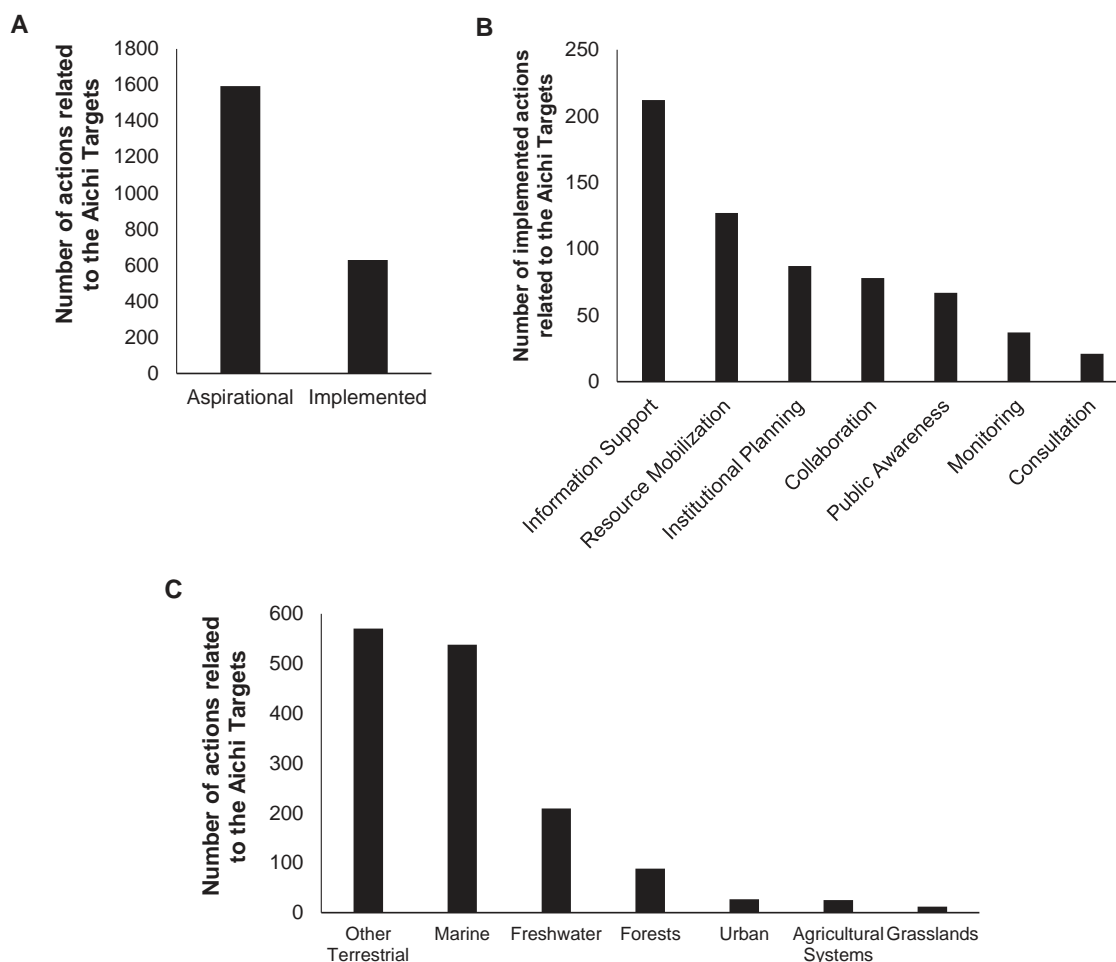 A
Number of actions related
to the Aichi Targets
1800
1600
1400
1200
1000
800
600
400
200
0
Aspirational
Implemented
B
Number of implemented actions
related to the Aichi Targets
250
200
150
100
50
0
Information Support
Resource Mobilization
Institutional Planning
Collaboration
Public Awareness
Monitoring
Consultation
C
Number of actions related
to the Aichi Targets
600
500
400
300
200
100
0
Other
Terrestrial
Marine
Freshwater
Forests
Urban
Agricultural
Systems
Grasslands